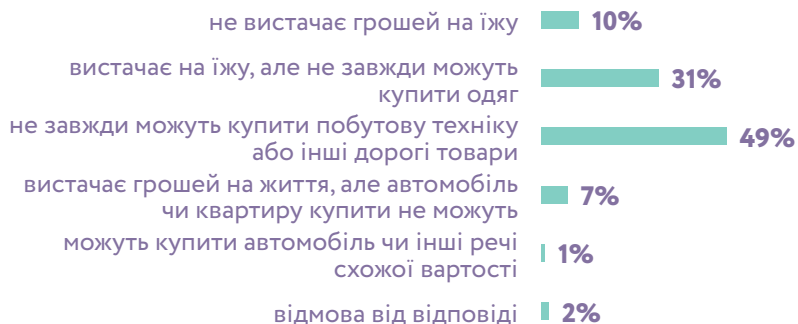 не вистачає грошей на їжу 10%
вистачає на їжу, але не завжди можуть
купити одяг
31%
не завжди можуть купити побутову техніку
або інші дорогі товари
49%
вистачає грошей на життя, але автомобіль
чи квартиру купити не можуть
7%
можуть купити автомобіль чи інші речі
схожої вартості
1%
відмова від відповіді 2%